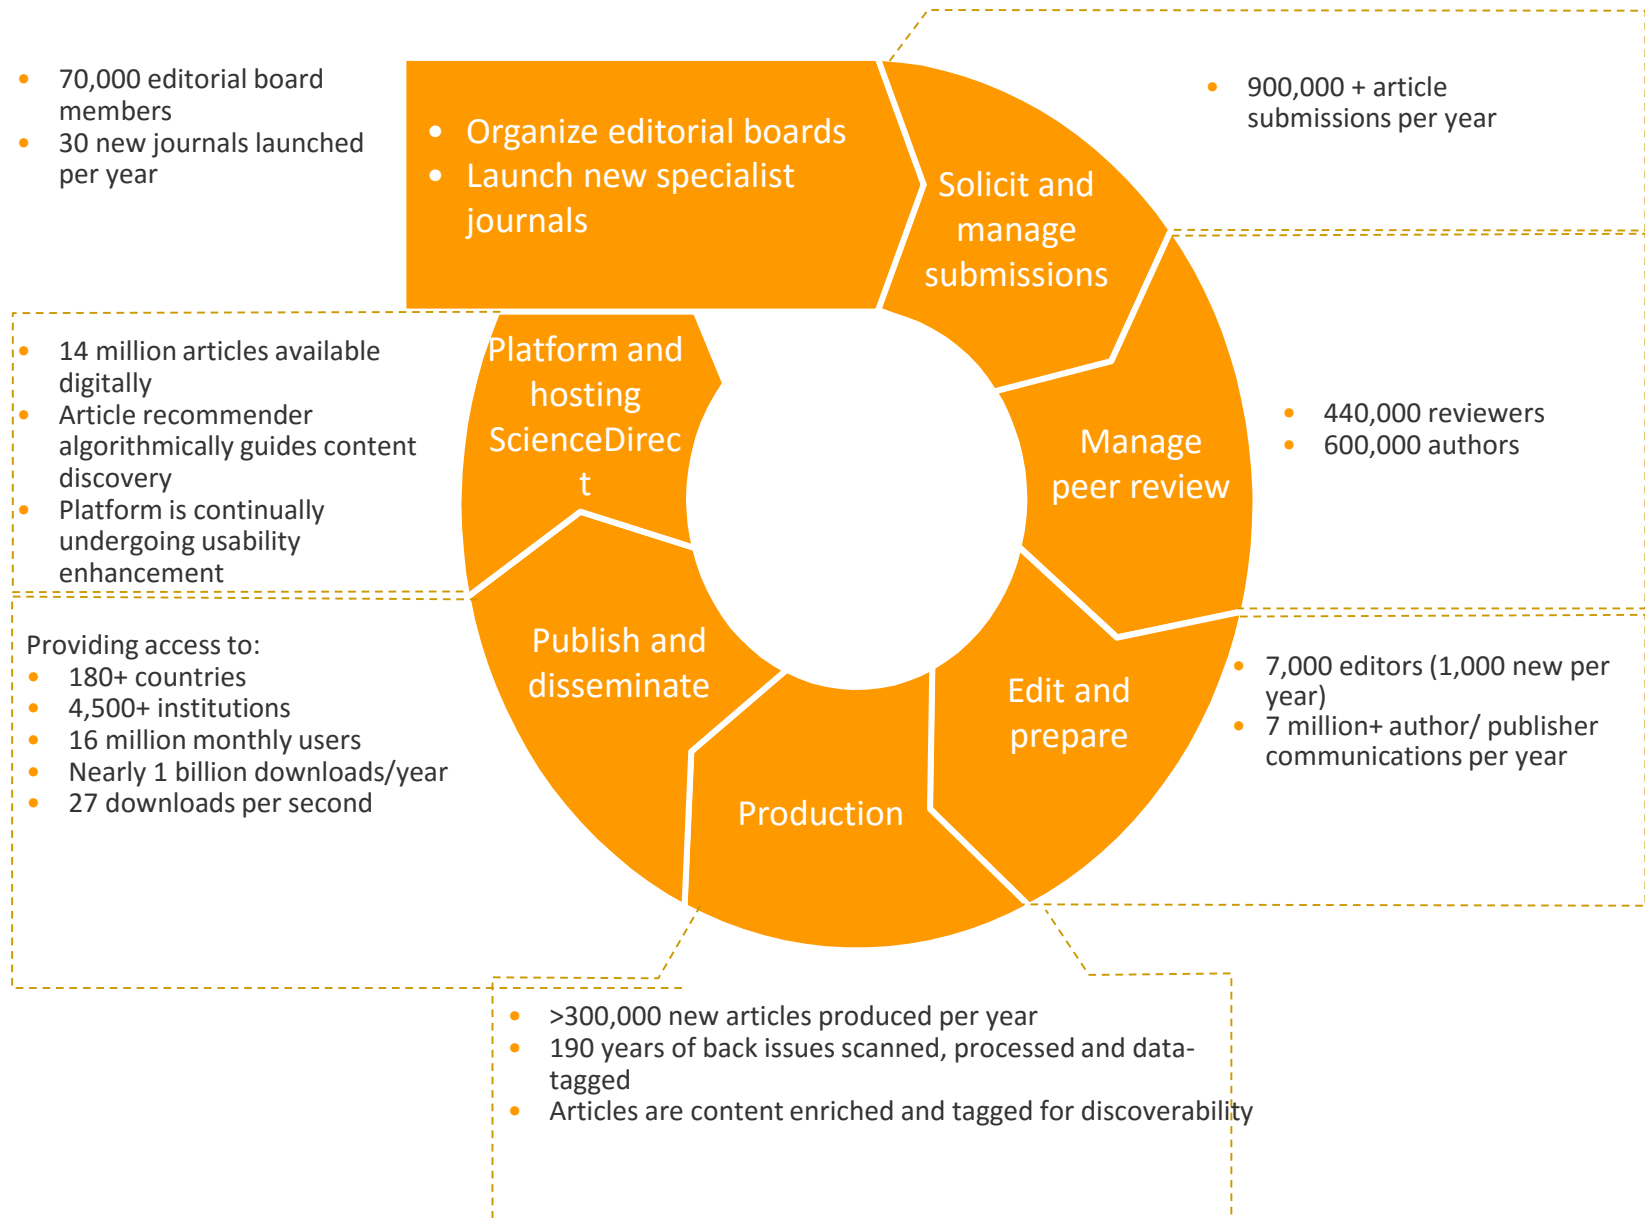 • 70,000 editorial board
members
• 30 new journals launched
per year
• Organize editorial boards
• Launch new specialist
journals
Solicit and
manage
submissions
• 900,000 + article
submissions per year
Manage
peer review
• 440,000 reviewers
• 600,000 authors
Edit and
prepare
• 7,000 editors (1,000 new per
year)
• 7 million+ author/ publisher
communications per year
Production
• >300,000 new articles produced per year
• 190 years of back issues scanned, processed and data-
tagged
• Articles are content enriched and tagged for discoverability
Publish and
disseminate
Providing access to:
• 180+ countries
• 4,500+ institutions
• 16 million monthly users
• Nearly 1 billion downloads/year
• 27 downloads per second
Platform and
hosting
ScienceDirec
t
• 14 million articles available
digitally
• Article recommender
algorithmically guides content
discovery
• Platform is continually
undergoing usability
enhancement